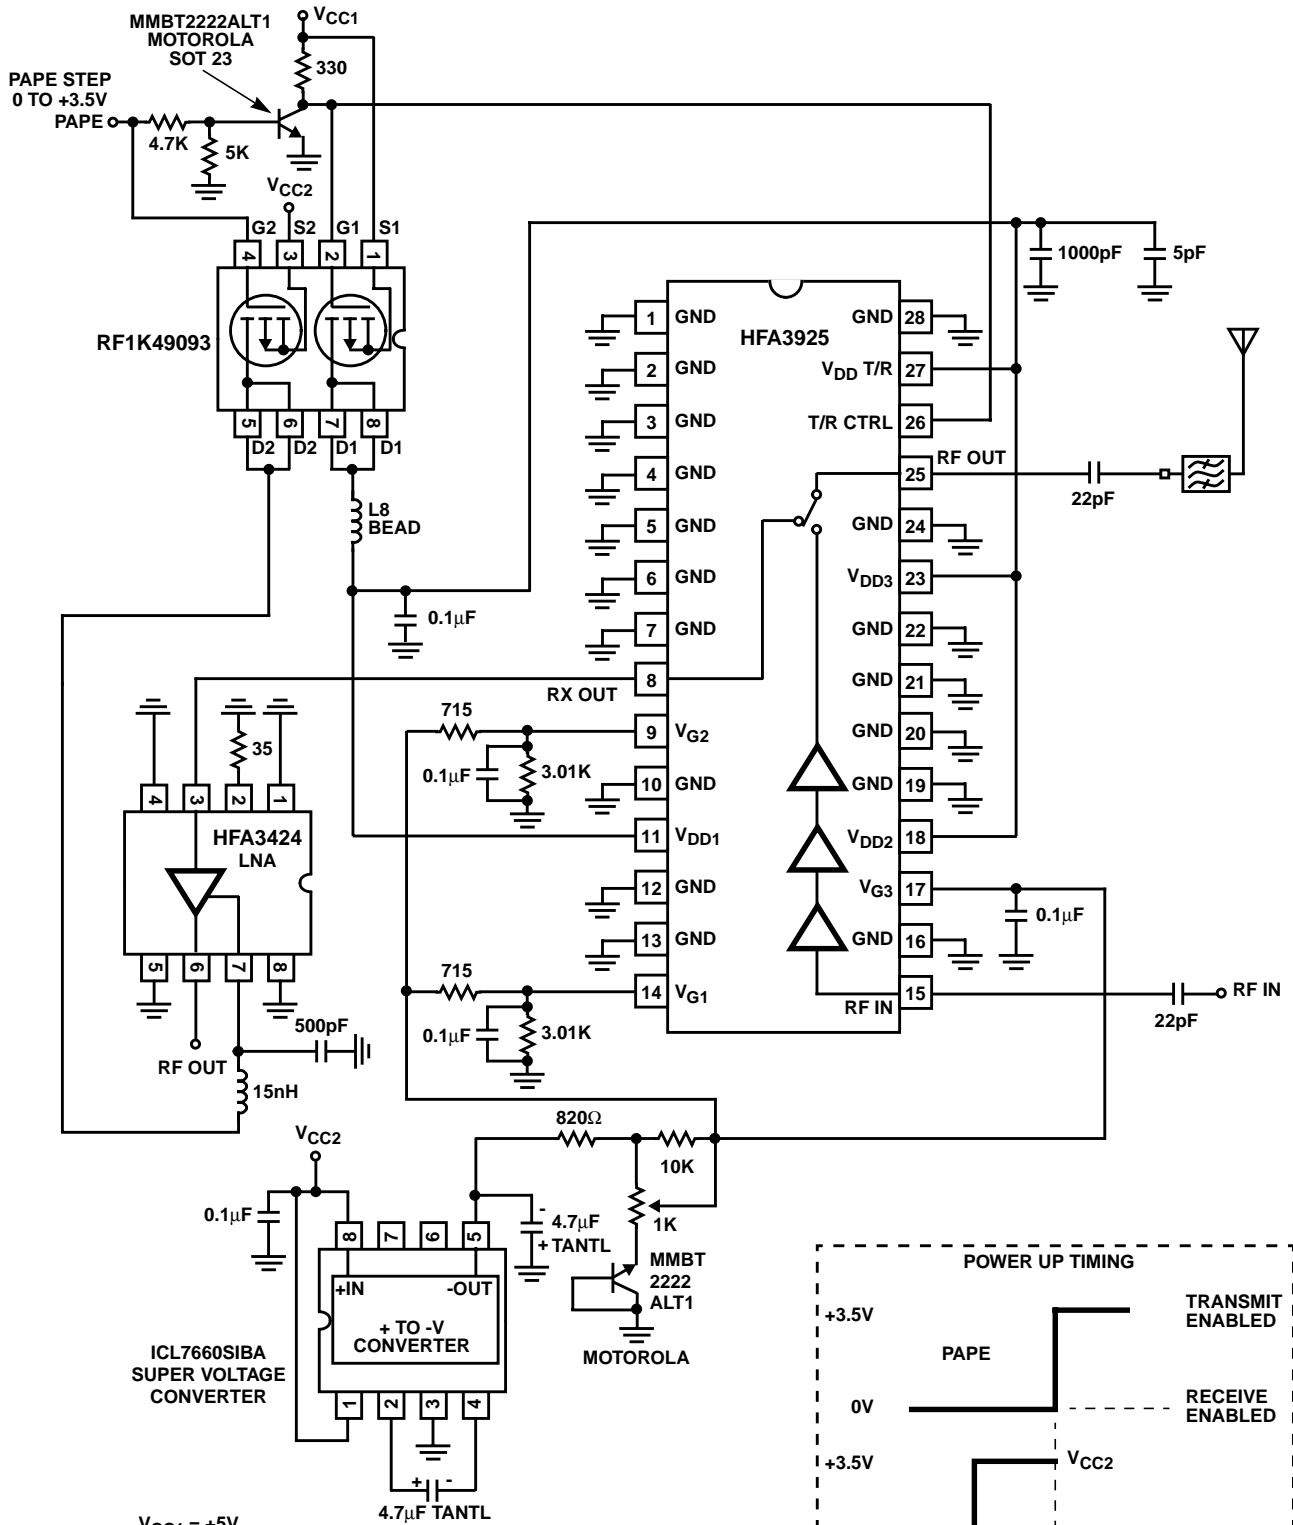 MMBT2222ALT1
MOTOROLA
SOT 23
VCC1
330
PAPE STEP
0 TO +3.5V
PAPE
4.7K
5K
VCC2
G2
S2
G1
S1
4
3
2
1
RF1K49093
5
6
7
8
D2
D2
D1
D1
L8
BEAD
0.1µF
1000pF
5pF
HFA3925
1 GND
2 GND
3 GND
4 GND
5 GND
6 GND
7 GND
8
RX OUT
9 VG2
10 GND
11 VDD1
12 GND
13 GND
14 VG1
GND 28
VDD T/R 27
T/R CTRL 26
25
RF OUT
GND 24
VDD3 23
GND 22
GND 21
GND 20
GND 19
VDD2 18
VG3 17
GND 16
RF IN 15
22pF
0.1µF
22pF
RF IN
715
0.1µF
3.01K
715
0.1µF
3.01K
35
4
3
2
1
HFA3424
LNA
5
6
7
8
RF OUT
500pF
15nH
VCC2
0.1µF
8
7
6
5
+IN
-OUT
+ TO -V
CONVERTER
1
2
3
4
ICL7660SIBA
SUPER VOLTAGE
CONVERTER
+ -
4.7µF TANTL
-
4.7µF
+ TANTL
820Ω
10K
1K
MMBT
2222
ALT1
MOTOROLA
POWER UP TIMING
+3.5V
TRANSMIT
ENABLED
PAPE
0V
RECEIVE
ENABLED
+3.5V
VCC2
VCC1 = +5V